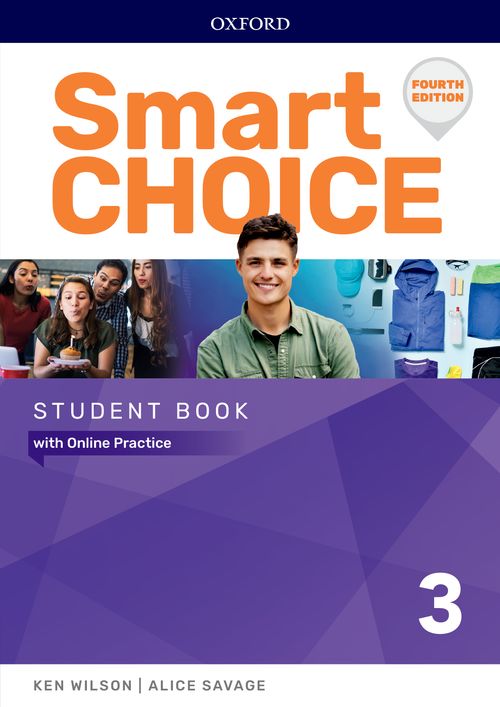 OXFORD
Smart
CHOICE
FOURTH
EDITION
STUDENT BOOK
with Online Practice
3
KEN WILSON | ALICE SAVAGE